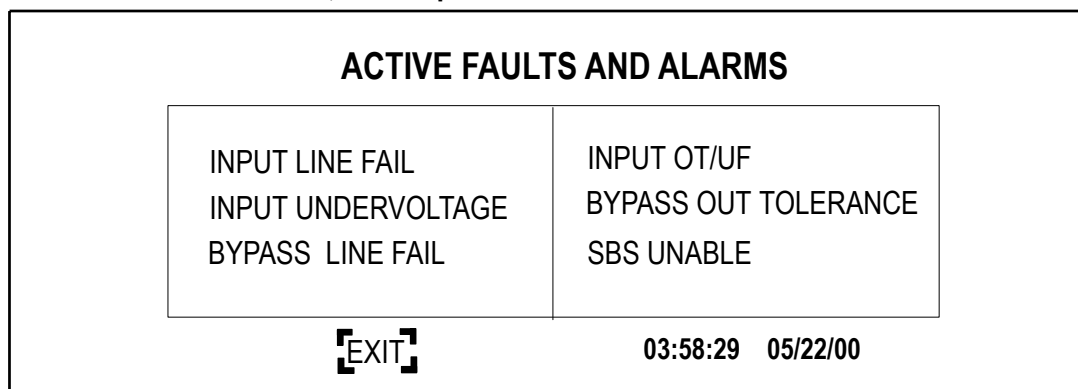 ACTIVE FAULTS AND ALARMS
INPUT LINE FAIL
INPUT UNDERVOLTAGE
BYPASS LINE FAIL
INPUT OT/UF
BYPASS OUT TOLERANCE
SBS UNABLE
EXIT
03:58:29 05/22/00